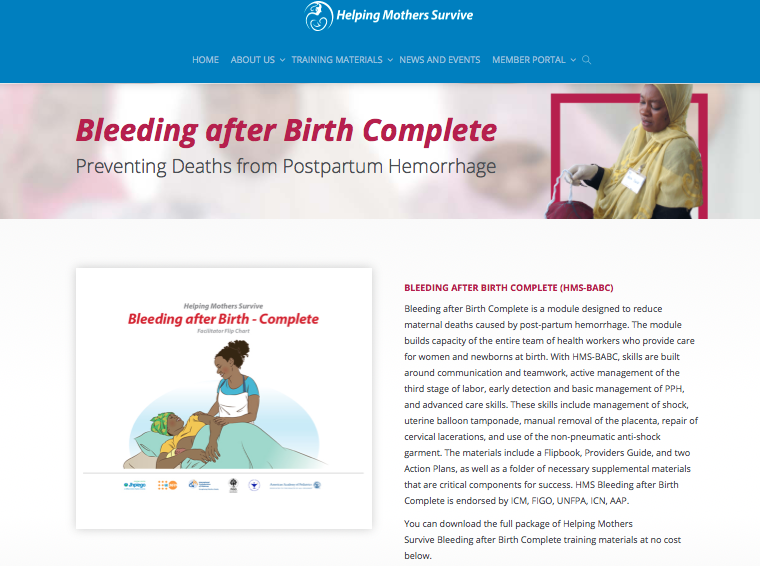 Helping Mothers Survive
HOME ABOUT US TRAINING MATERIALS NEWS AND EVENTS MEMBER PORTAL
Bleeding after Birth Complete
Preventing Deaths from Postpartum Hemorrhage
Helping Mothers Survive
Bleeding after Birth - Complete
Facilitator Flip Chart
Jhpiego
BLEEDING AFTER BIRTH COMPLETE (HMS-BABC)
Bleeding after Birth Complete is a module designed to reduce
maternal deaths caused by post-partum hemorrhage. The module
builds capacity of the entire team of health workers who provide care
for women and newborns at birth. With HMS-BABC, skills are built
around communication and teamwork, active management of the
third stage of labor, early detection and basic management of PPH,
and advanced care skills. These skills include management of shock,
uterine balloon tamponade, manual removal of the placenta, repair of
cervical lacerations, and use of the non-pneumatic anti-shock
garment. The materials include a Flipbook, Providers Guide, and two
Action Plans, as well as a folder of necessary supplemental materials
that are critical components for success. HMS Bleeding after Birth
Complete is endorsed by ICM, FIGO, UNFPA, ICN, AAP.
You can download the full package of Helping Mothers
Survive Bleeding after Birth Complete training materials at no cost
below.